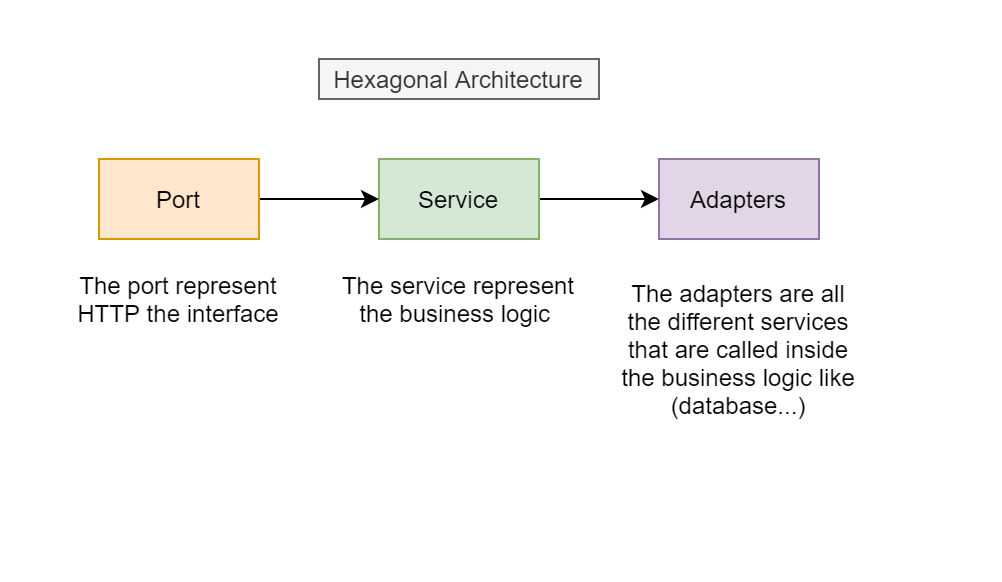 Hexagonal Architecture
Port
Service
Adapters
The port represent
HTTP the interface
The service represent
the business logic
The adapters are all
the different services
that are called inside
the business logic like
(database...)